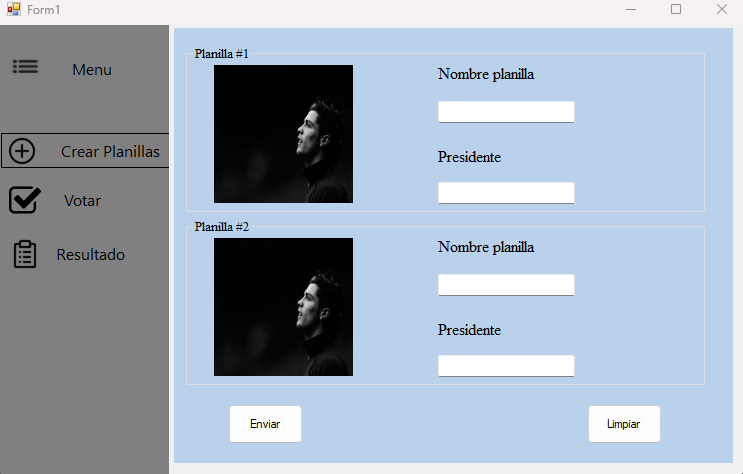 Form1
Menu
Crear Planillas
Votar
Resultado
Planilla #1
Nombre planilla
Presidente
Planilla #2
Nombre planilla
Presidente
Enviar
Limpiar